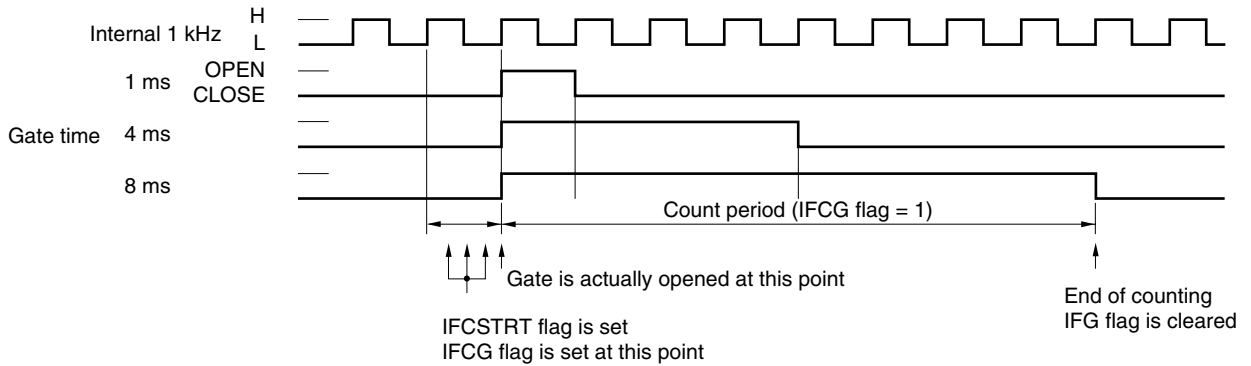 H
Internal 1 kHz
L
OPEN
1 ms
CLOSE
Gate time 4 ms
8 ms
Count period (IFCG flag = 1)
Gate is actually opened at this point
End of counting
IFG flag is cleared
IFCSTRT flag is set
IFCG flag is set at this point